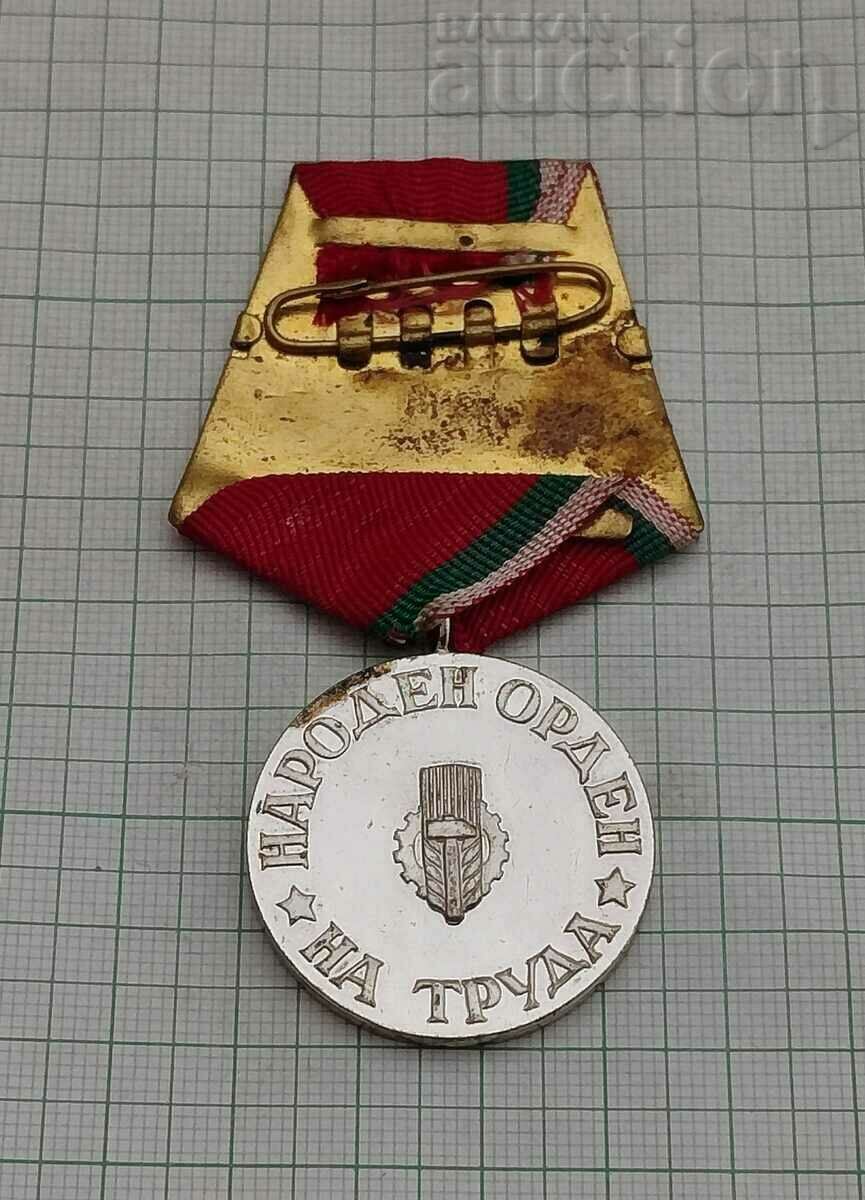 BALKAN
auction
НАРОДЕН ОРДЕН
★ НА ТРУДА ★